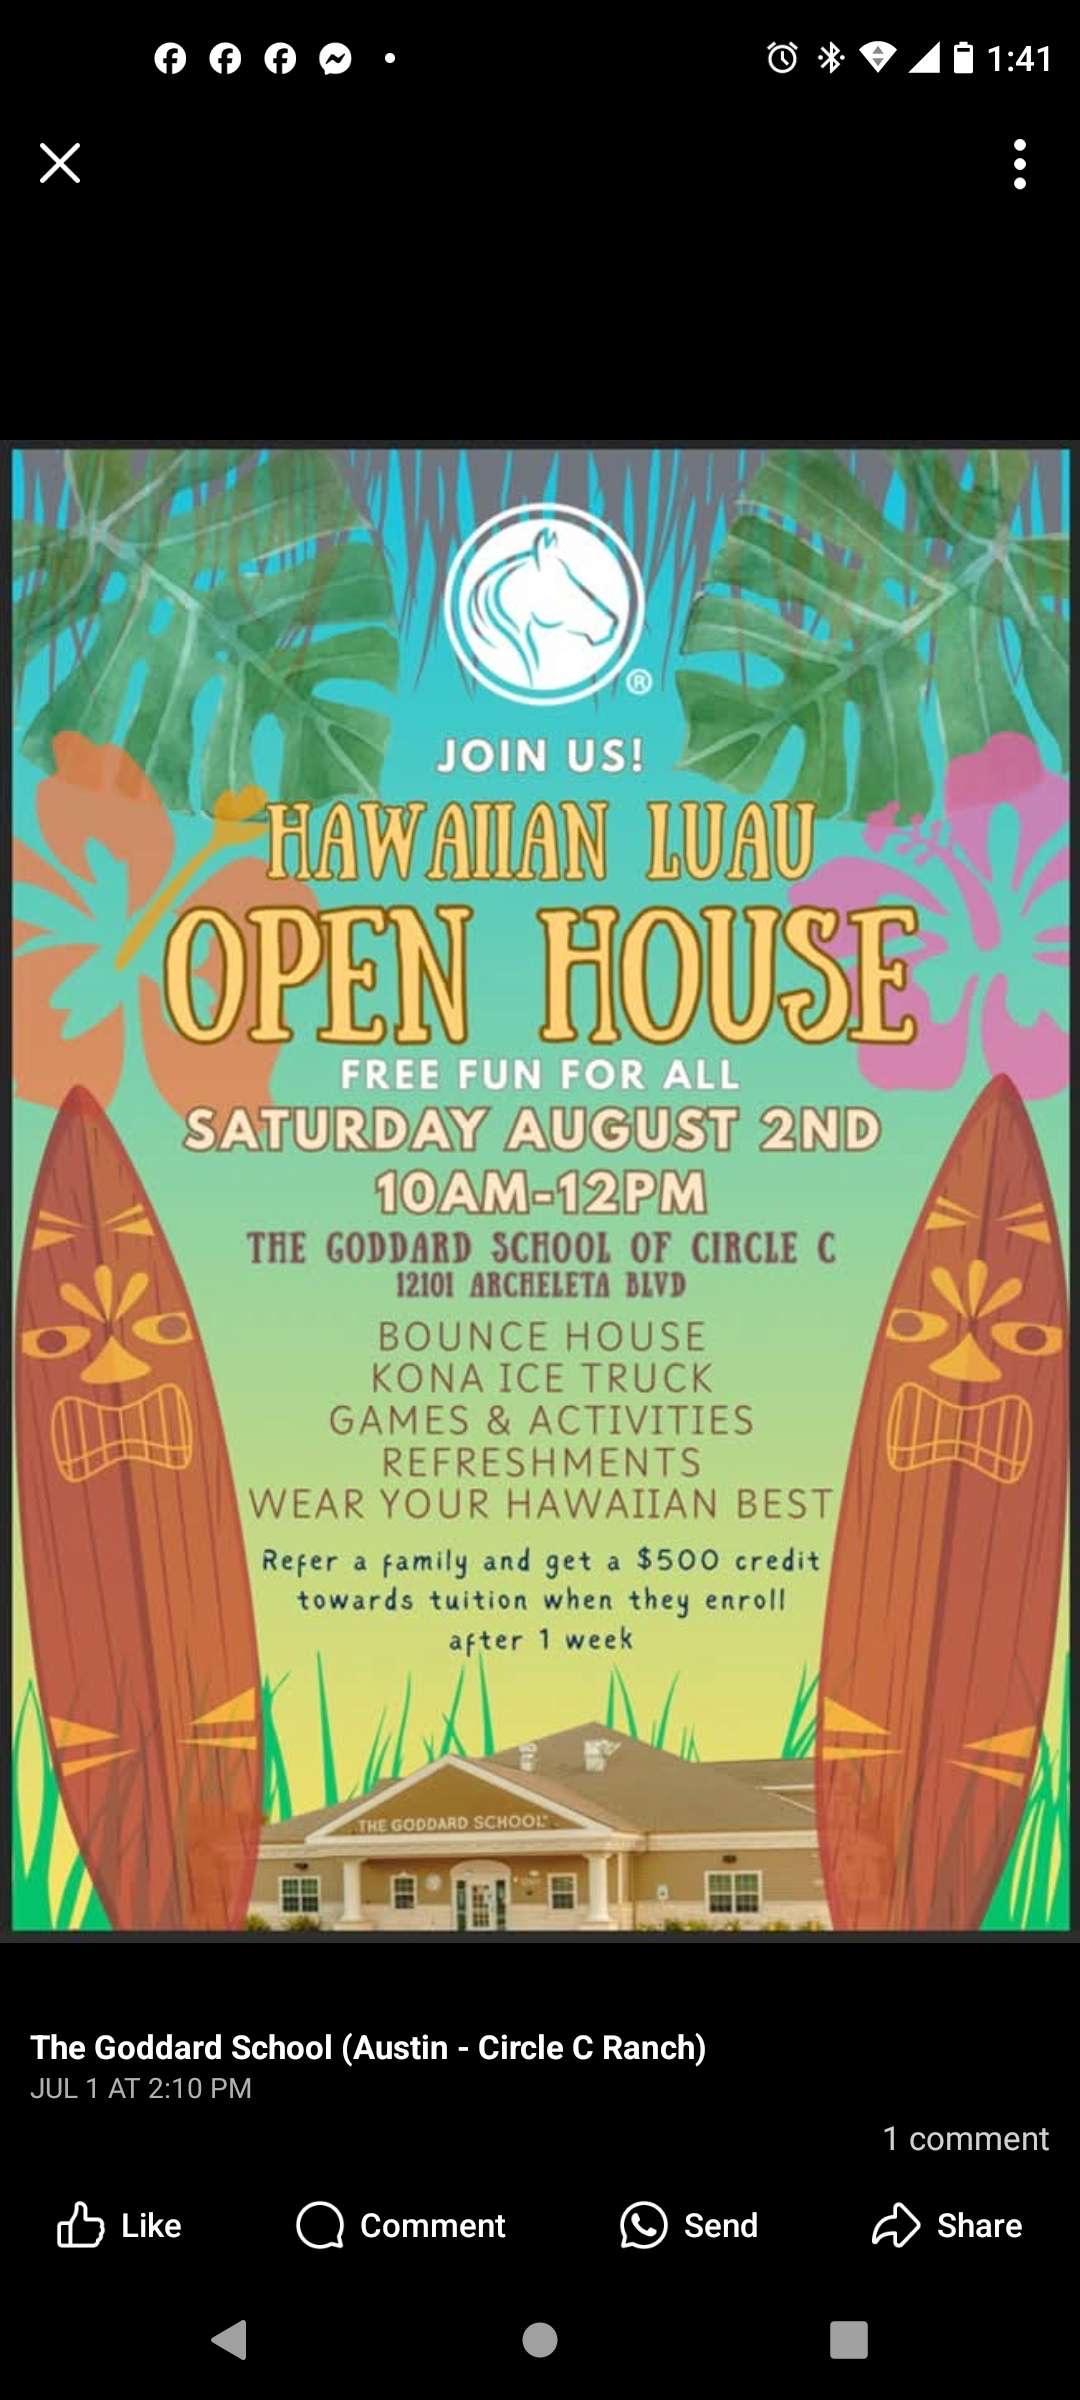 1:41
®
JOIN US!
HAWAIIAN LUAU
OPEN HOUSE
FREE FUN FOR ALL
SATURDAY AUGUST 2ND
10AM-12PM
THE GODDARD SCHOOL OF CIRCLE C
12101 ARCHELETA BLVD
BOUNCE HOUSE
KONA ICE TRUCK
GAMES & ACTIVITIES
REFRESHMENTS
WEAR YOUR HAWAIIAN BEST
Refer a family and get a $500 credit
towards tuition when they enroll
after 1 week
THE GODDARD SCHOOL
The Goddard School (Austin - Circle C Ranch)
JUL 1 AT 2:10 PM
1 comment
Like Comment Send Share